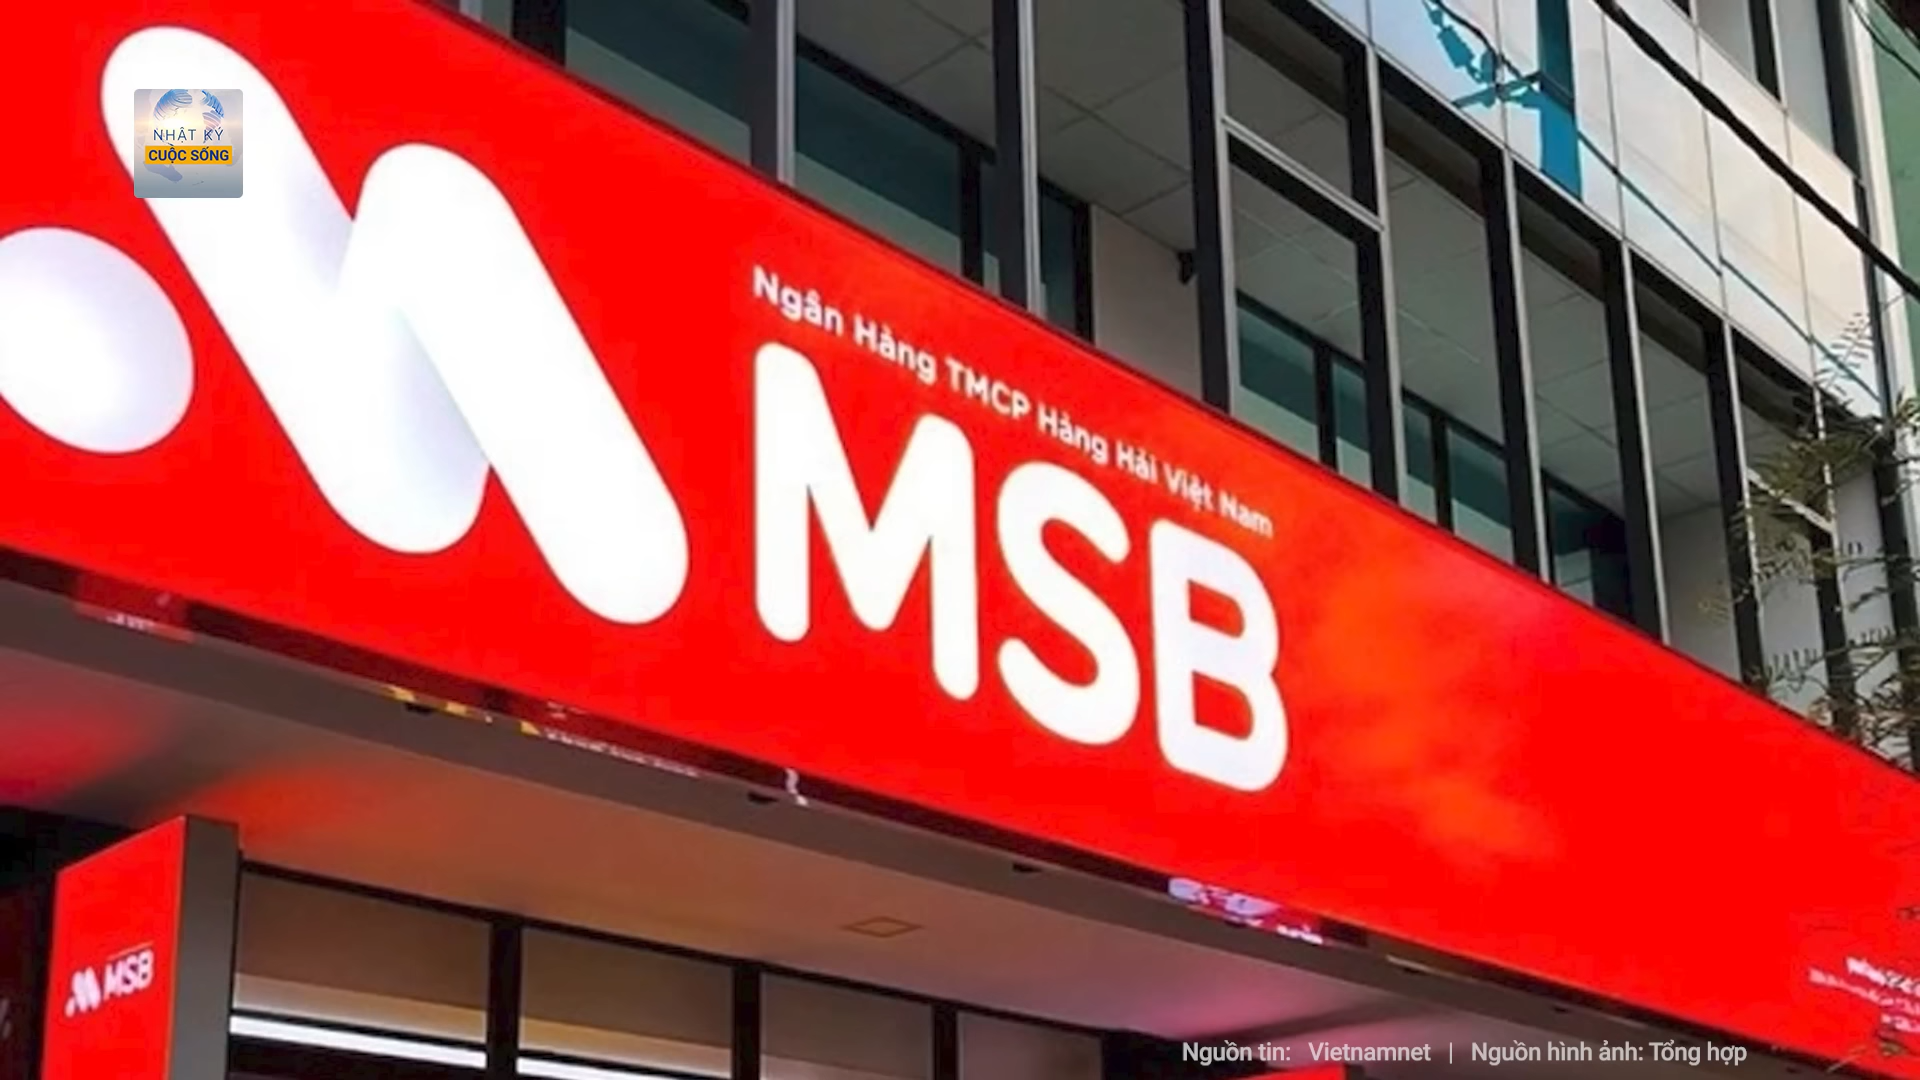 NHẬT KÝ
CUỘC SỐNG
Ngân Hàng TMCP Hàng Hải Việt Nam
MSB
MSB
Nguồn tin: Vietnamnet | Nguồn hình ảnh: Tổng hợp